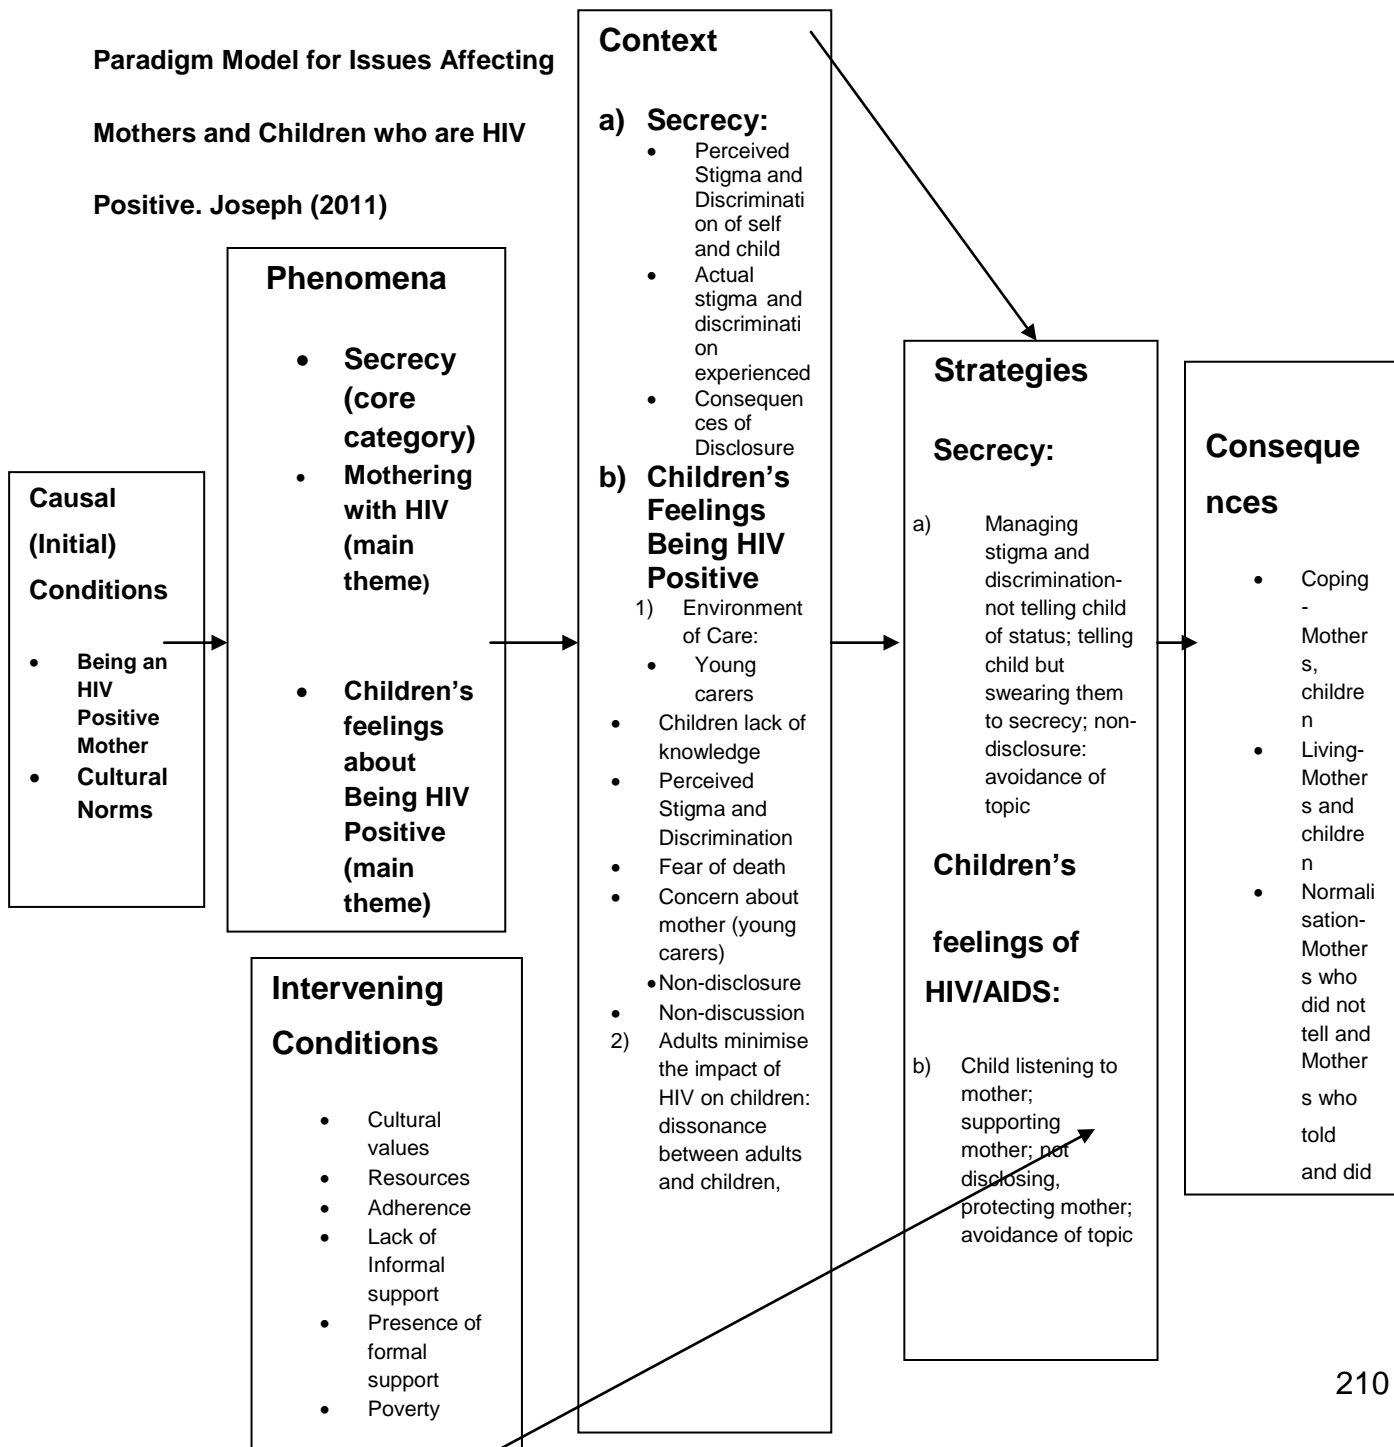 Paradigm Model for Issues Affecting
Mothers and Children who are HIV
Positive. Joseph (2011)
Causal
(Initial)
Conditions
• Being an
HIV
Positive
Mother
• Cultural
Norms
Phenomena
• Secrecy
(core
category)
• Mothering
with HIV
(main
theme)
• Children’s
feelings
about
Being HIV
Positive
(main
theme)
Intervening
Conditions
• Cultural
values
• Resources
• Adherence
• Lack of
Informal
support
• Presence of
formal
support
• Poverty
Context
a) Secrecy:
• Perceived
Stigma and
Discriminati
on of self
and child
• Actual
stigma and
discriminati
on
experienced
• Consequen
ces of
Disclosure
b) Children’s
Feelings
Being HIV
Positive
1) Environment
of Care:
• Young
carers
• Children lack of
knowledge
• Perceived
Stigma and
Discrimination
• Fear of death
• Concern about
mother (young
carers)
• Non-disclosure
• Non-discussion
2) Adults minimise
the impact of
HIV on children:
dissonance
between adults
and children,
Strategies
Secrecy:
a) Managing
stigma and
discrimination-
not telling child
of status; telling
child but
swearing them
to secrecy; non-
disclosure:
avoidance of
topic
Children’s
feelings of
HIV/AIDS:
b) Child listening to
mother;
supporting
mother; not
disclosing,
protecting mother;
avoidance of topic
Conseque
nces
• Coping
-
Mother
s,
childre
n
• Living-
Mother
s and
childre
n
• Normali
sation-
Mother
s who
did not
tell and
Mother
s who
told
and did
210